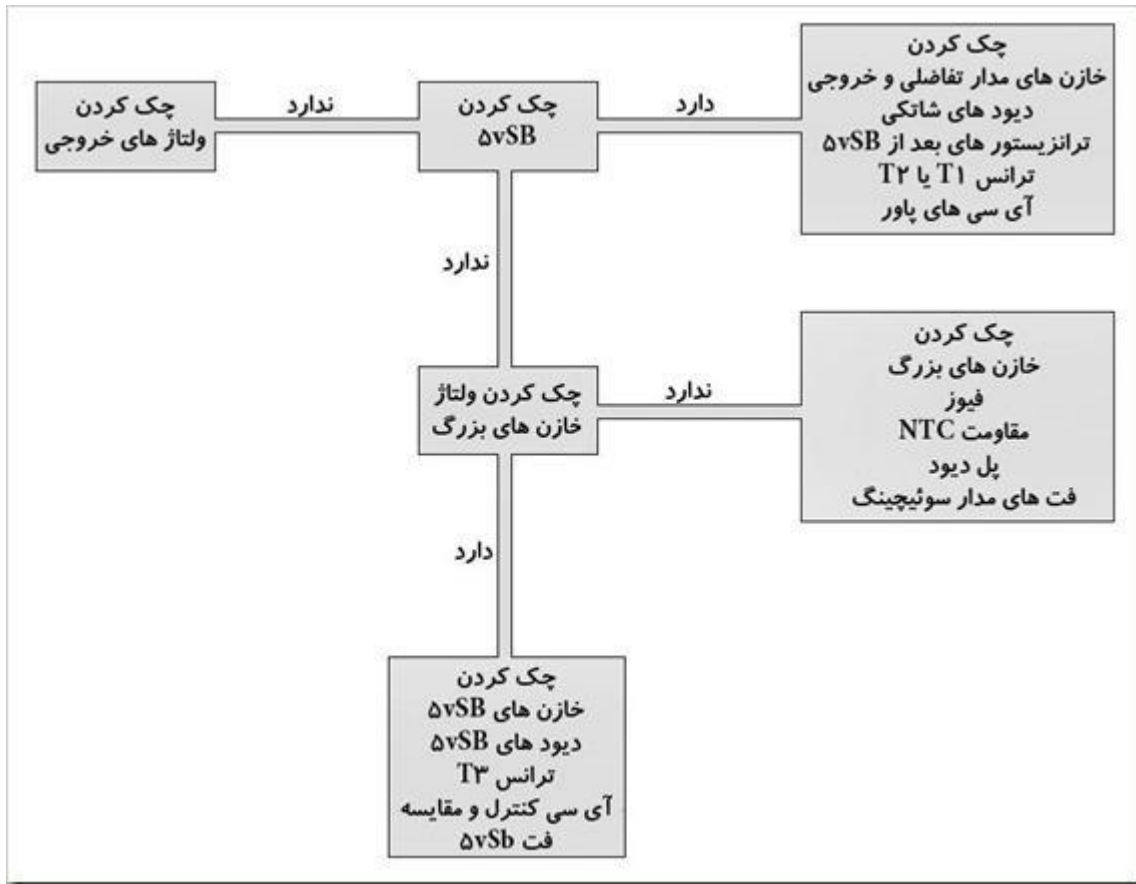 چک کردن
ولتاژ های خروجی
ندارد
چک کردن
۵vSB
دارد
چک کردن
خازن های مدار تفاضلی و خروجی
دیود های شاتکی
ترانزیستور های بعد از ۵vSB
ترانس T۱ یا T۲
آی سی های پاور
ندارد
چک کردن ولتاژ
خازن های بزرگ
ندارد
چک کردن
خازن های بزرگ
فیوز
مقاومت NTC
پل دیود
فت های مدار سوئیچینگ
دارد
چک کردن
خازن های ۵vSB
دیود های ۵vSB
ترانس T۳
آی سی کنترل و مقایسه
فت ۵vSb